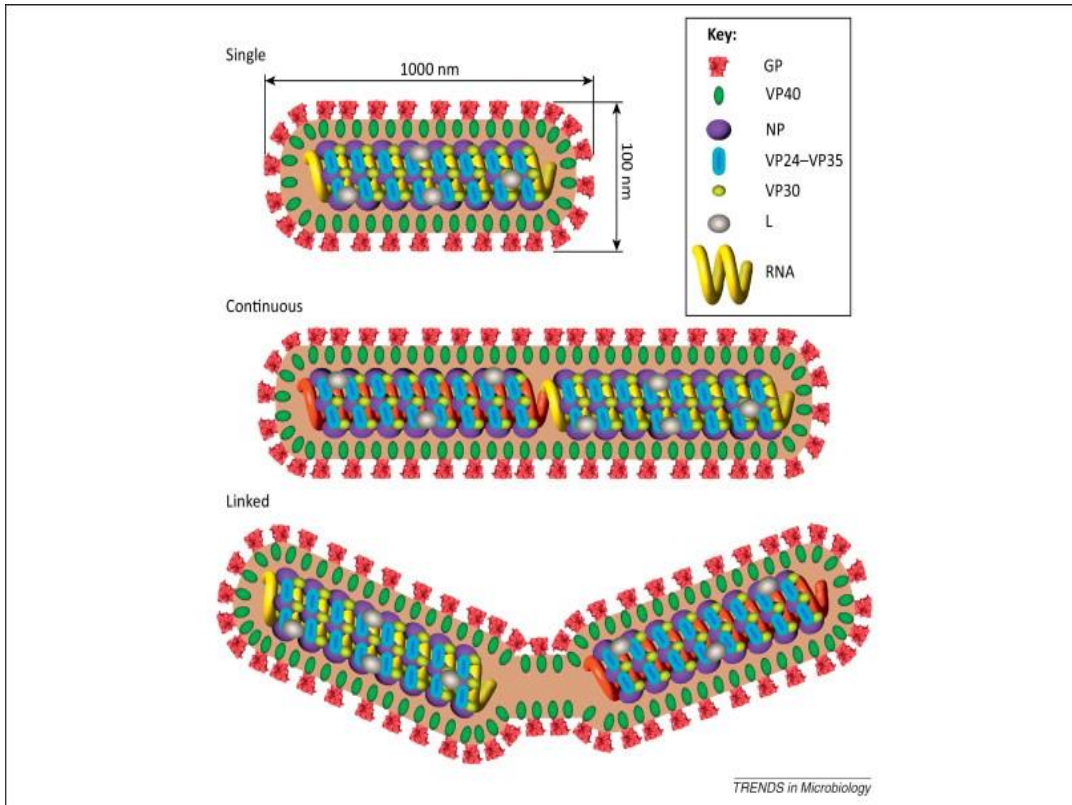 Single
1000 nm
100 nm
Key:
GP
VP40
NP
VP24–VP35
VP30
L
RNA
Continuous
Linked
TRENDS in Microbiology